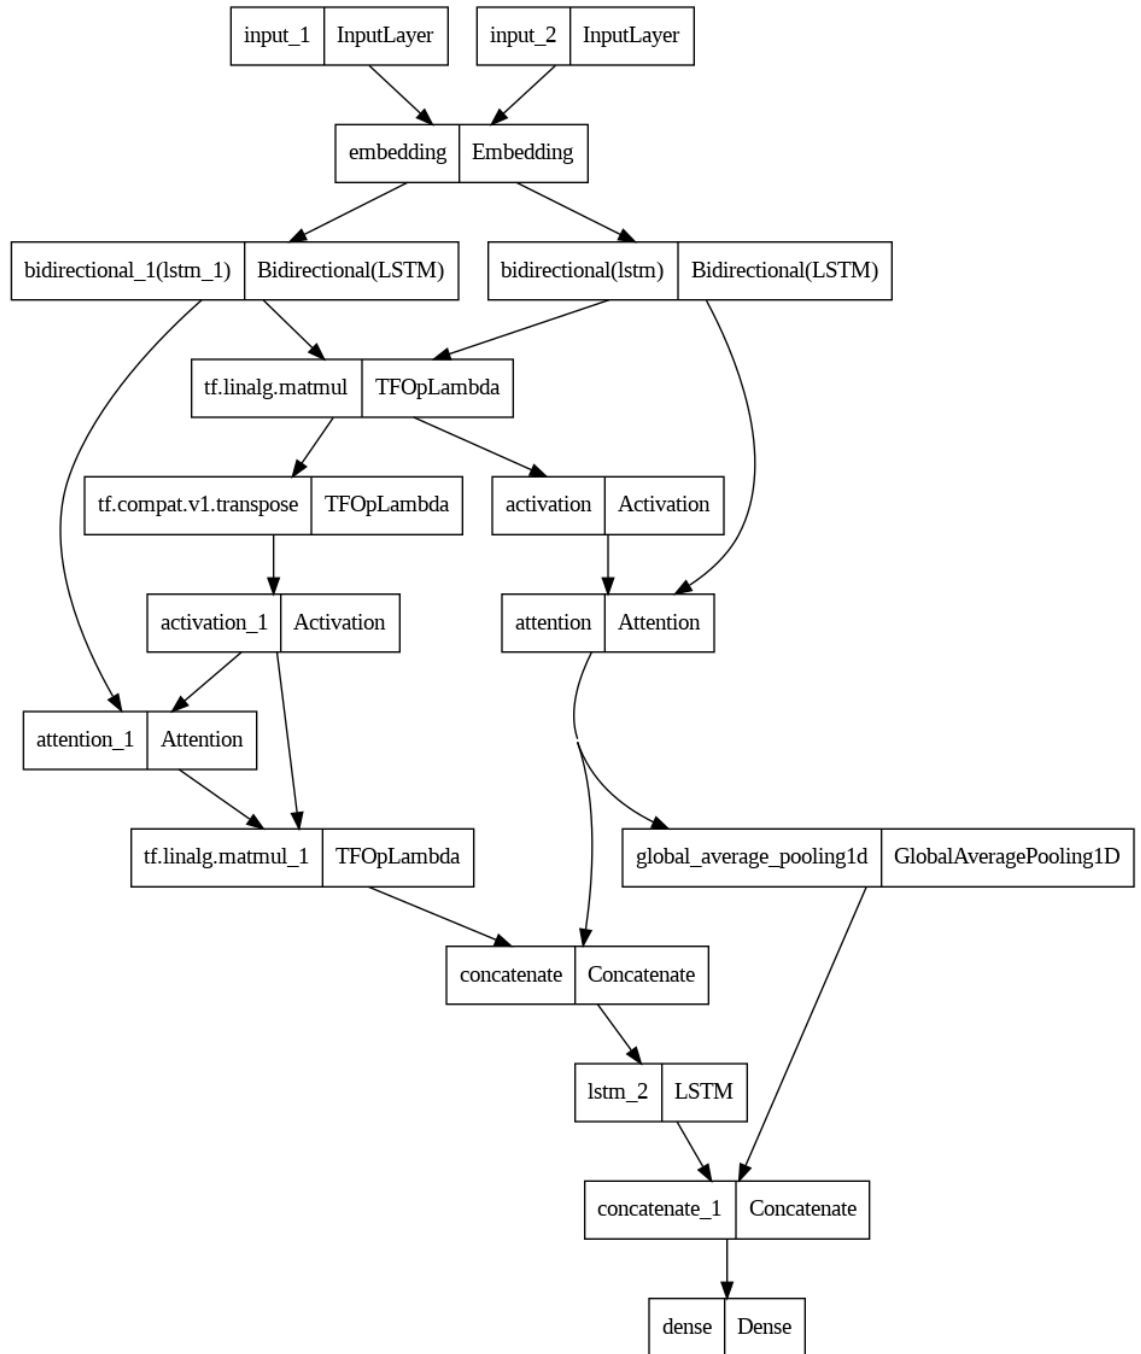 input_1 InputLayer input_2 InputLayer
embedding Embedding
bidirectional_1(lstm_1) Bidirectional(LSTM) bidirectional(lstm) Bidirectional(LSTM)
tf.linalg.matmul TFOpLambda
tf.compat.v1.transpose TFOpLambda activation Activation
activation_1 Activation attention Attention
attention_1 Attention
tf.linalg.matmul_1 TFOpLambda global_average_pooling1d GlobalAveragePooling1D
concatenate Concatenate
lstm_2 LSTM
concatenate_1 Concatenate
dense Dense